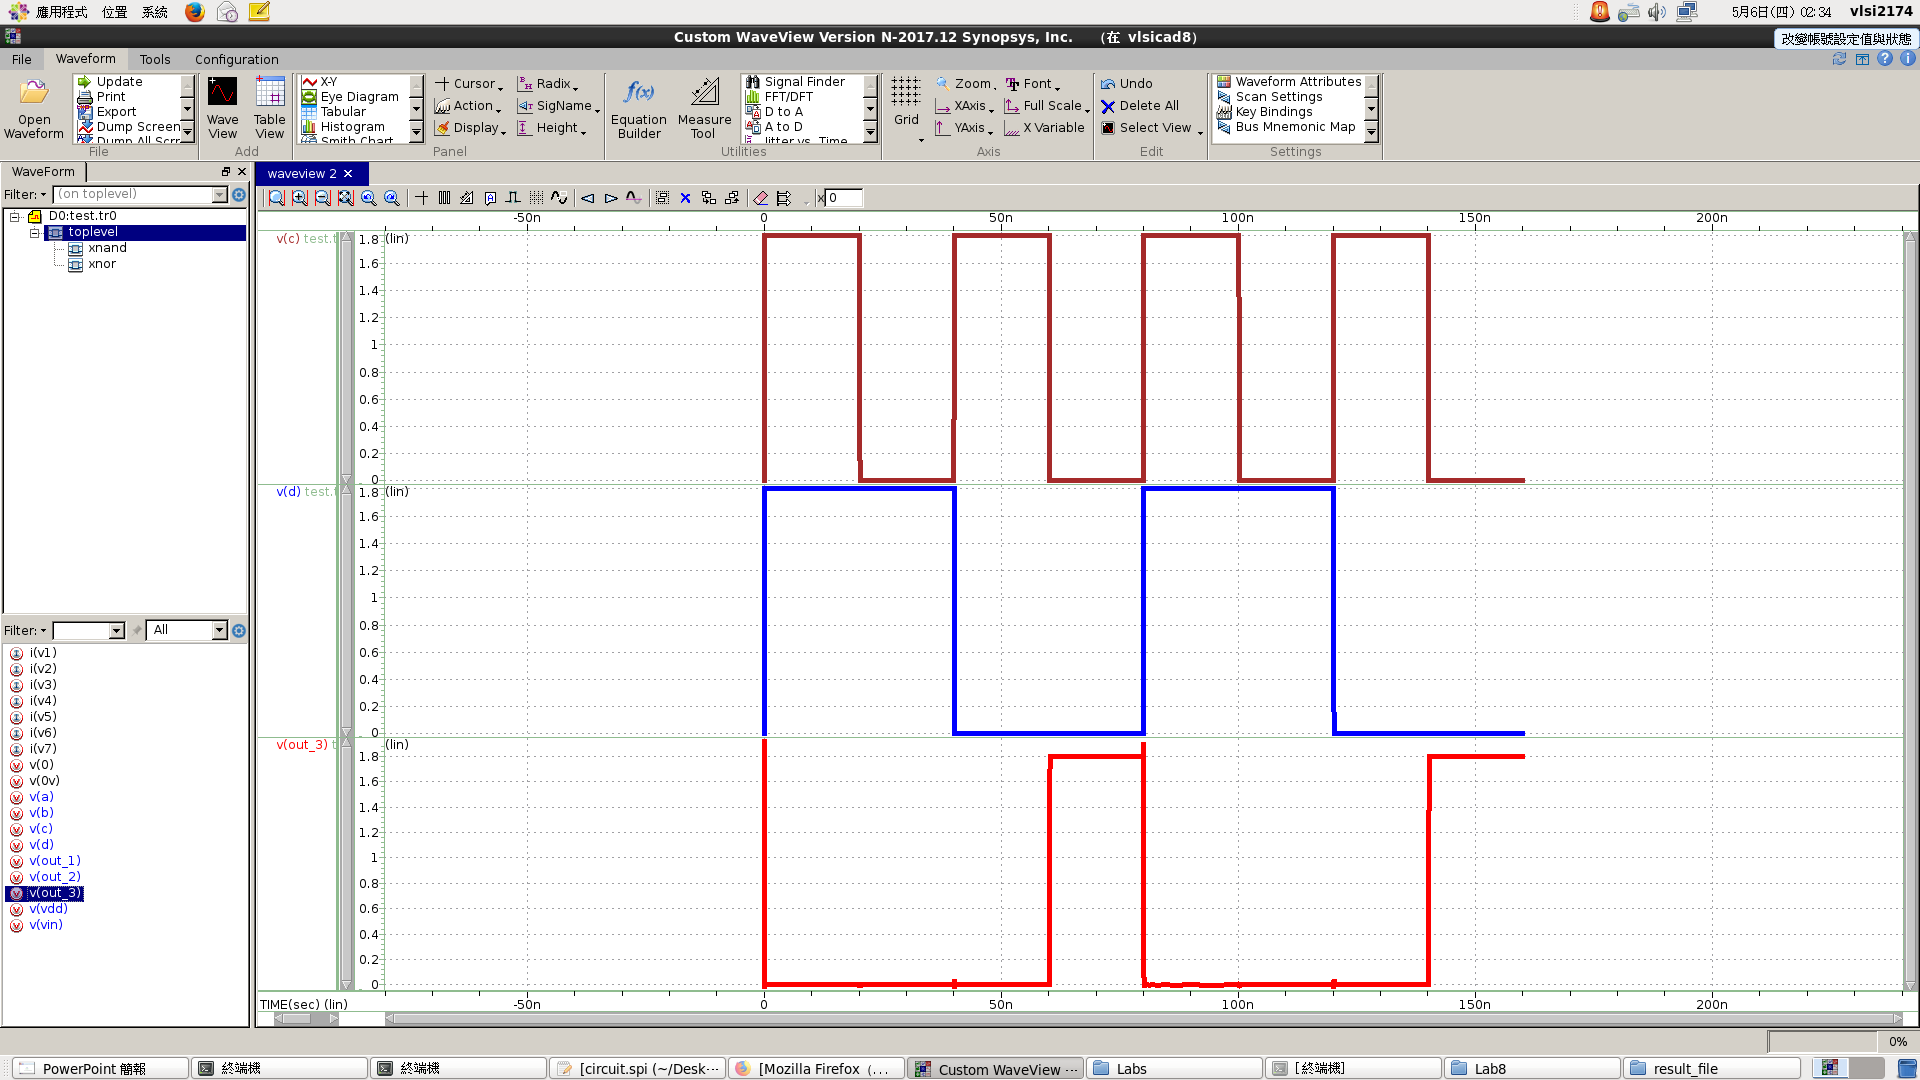 應用程式 位置 系統
5月6日(四) 02:34 vlsi2174
Custom WaveView Version N-2017.12 Synopsys, Inc. (在 vlsicad8)
改變帳號設定值與狀態
File Waveform Tools Configuration
Open Waveform
Update
Print
Export
Dump Screen
Dump All Scr
File
Wave View
Table View
Add
X-Y
Eye Diagram
Tabular
Histogram
Smith Chart
Panel
Cursor
Action
Display
Radix
SigName
Height
Equation Builder
Measure Tool
Signal Finder
FFT/DFT
D to A
A to D
Jitter vs. Time
Utilities
Grid
Zoom
XAxis
YAxis
Font
Full Scale
X Variable
Axis
Undo
Delete All
Select View
Edit
Waveform Attributes
Scan Settings
Key Bindings
Bus Mnemonic Map
Settings
WaveForm
Filter: (on toplevel)
D0:test.tr0
toplevel
xnand
xnor
Filter: All
i(v1)
i(v2)
i(v3)
i(v4)
i(v5)
i(v6)
i(v7)
v(0)
v(0v)
v(a)
v(b)
v(c)
v(d)
v(out_1)
v(out_2)
v(out_3)
v(vdd)
v(vin)
waveview 2
x 0
-50n 0 50n 100n 150n 200n
v(c) test.t
1.8 (lin)
1.6
1.4
1.2
1
0.8
0.6
0.4
0.2
0
v(d) test.t
1.8 (lin)
1.6
1.4
1.2
1
0.8
0.6
0.4
0.2
0
v(out_3) t
(lin)
1.8
1.6
1.4
1.2
1
0.8
0.6
0.4
0.2
0
TIME(sec) (lin) -50n 0 50n 100n 150n 200n
0%
PowerPoint 簡報
終端機
終端機
[circuit.spi (~/Desk-...
[Mozilla Firefox (...
Custom WaveView ...
Labs
[終端機]
Lab8
result_file